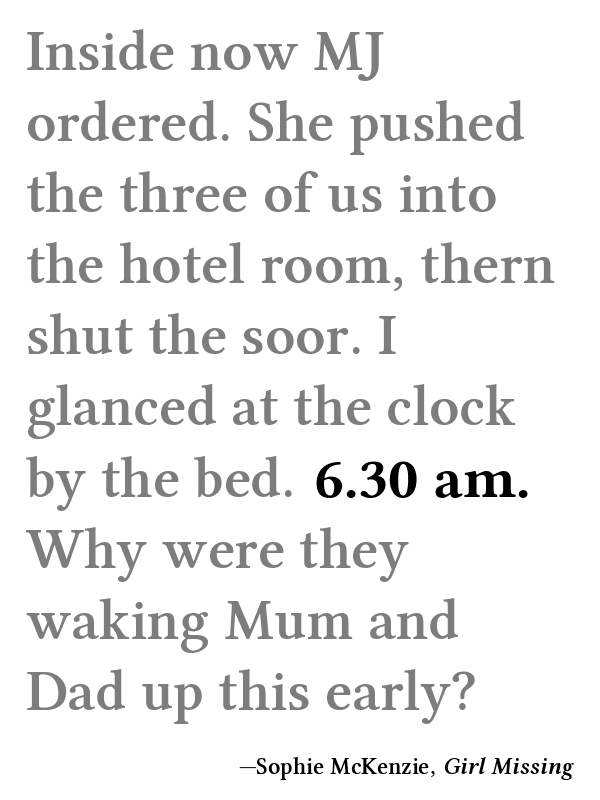 Inside now MJ
ordered. She pushed
the three of us into
the hotel room, thern
shut the soor. I
glanced at the clock
by the bed. 6.30 am.
Why were they
waking Mum and
Dad up this early?
—Sophie McKenzie, Girl Missing